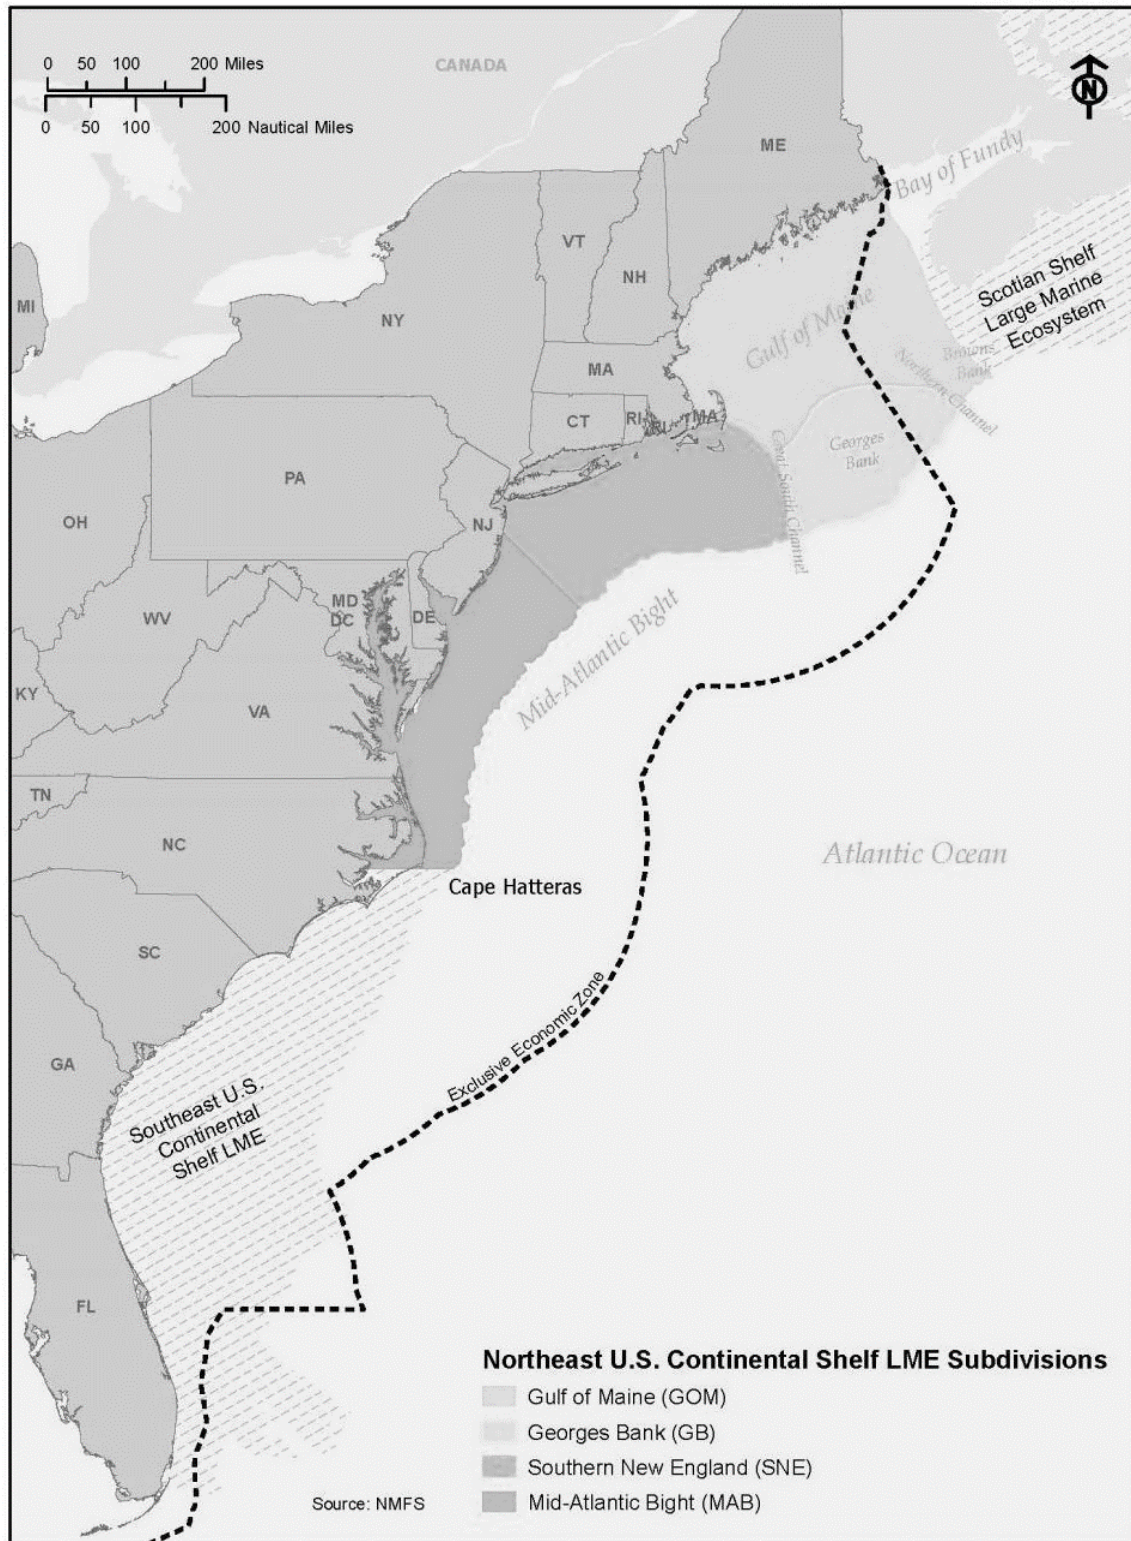 0 50 100 200 Miles
0 50 100 200 Nautical Miles
CANADA
N
ME
Bay of Fundy
VT
NH
MI
NY
Gulf of Maine
Scotian Shelf
Large Marine
Ecosystem
Browns
Bank
Northern Channel
MA
CT
RI
RI
MA
Georges
Bank
Great South Channel
PA
OH
NJ
MD
DC
DE
WV
Mid-Atlantic Bight
KY
VA
TN
NC
Atlantic Ocean
Cape Hatteras
SC
Exclusive Economic Zone
GA
Southeast U.S.
Continental
Shelf LME
FL
Northeast U.S. Continental Shelf LME Subdivisions
Gulf of Maine (GOM)
Georges Bank (GB)
Southern New England (SNE)
Mid-Atlantic Bight (MAB)
Source: NMFS